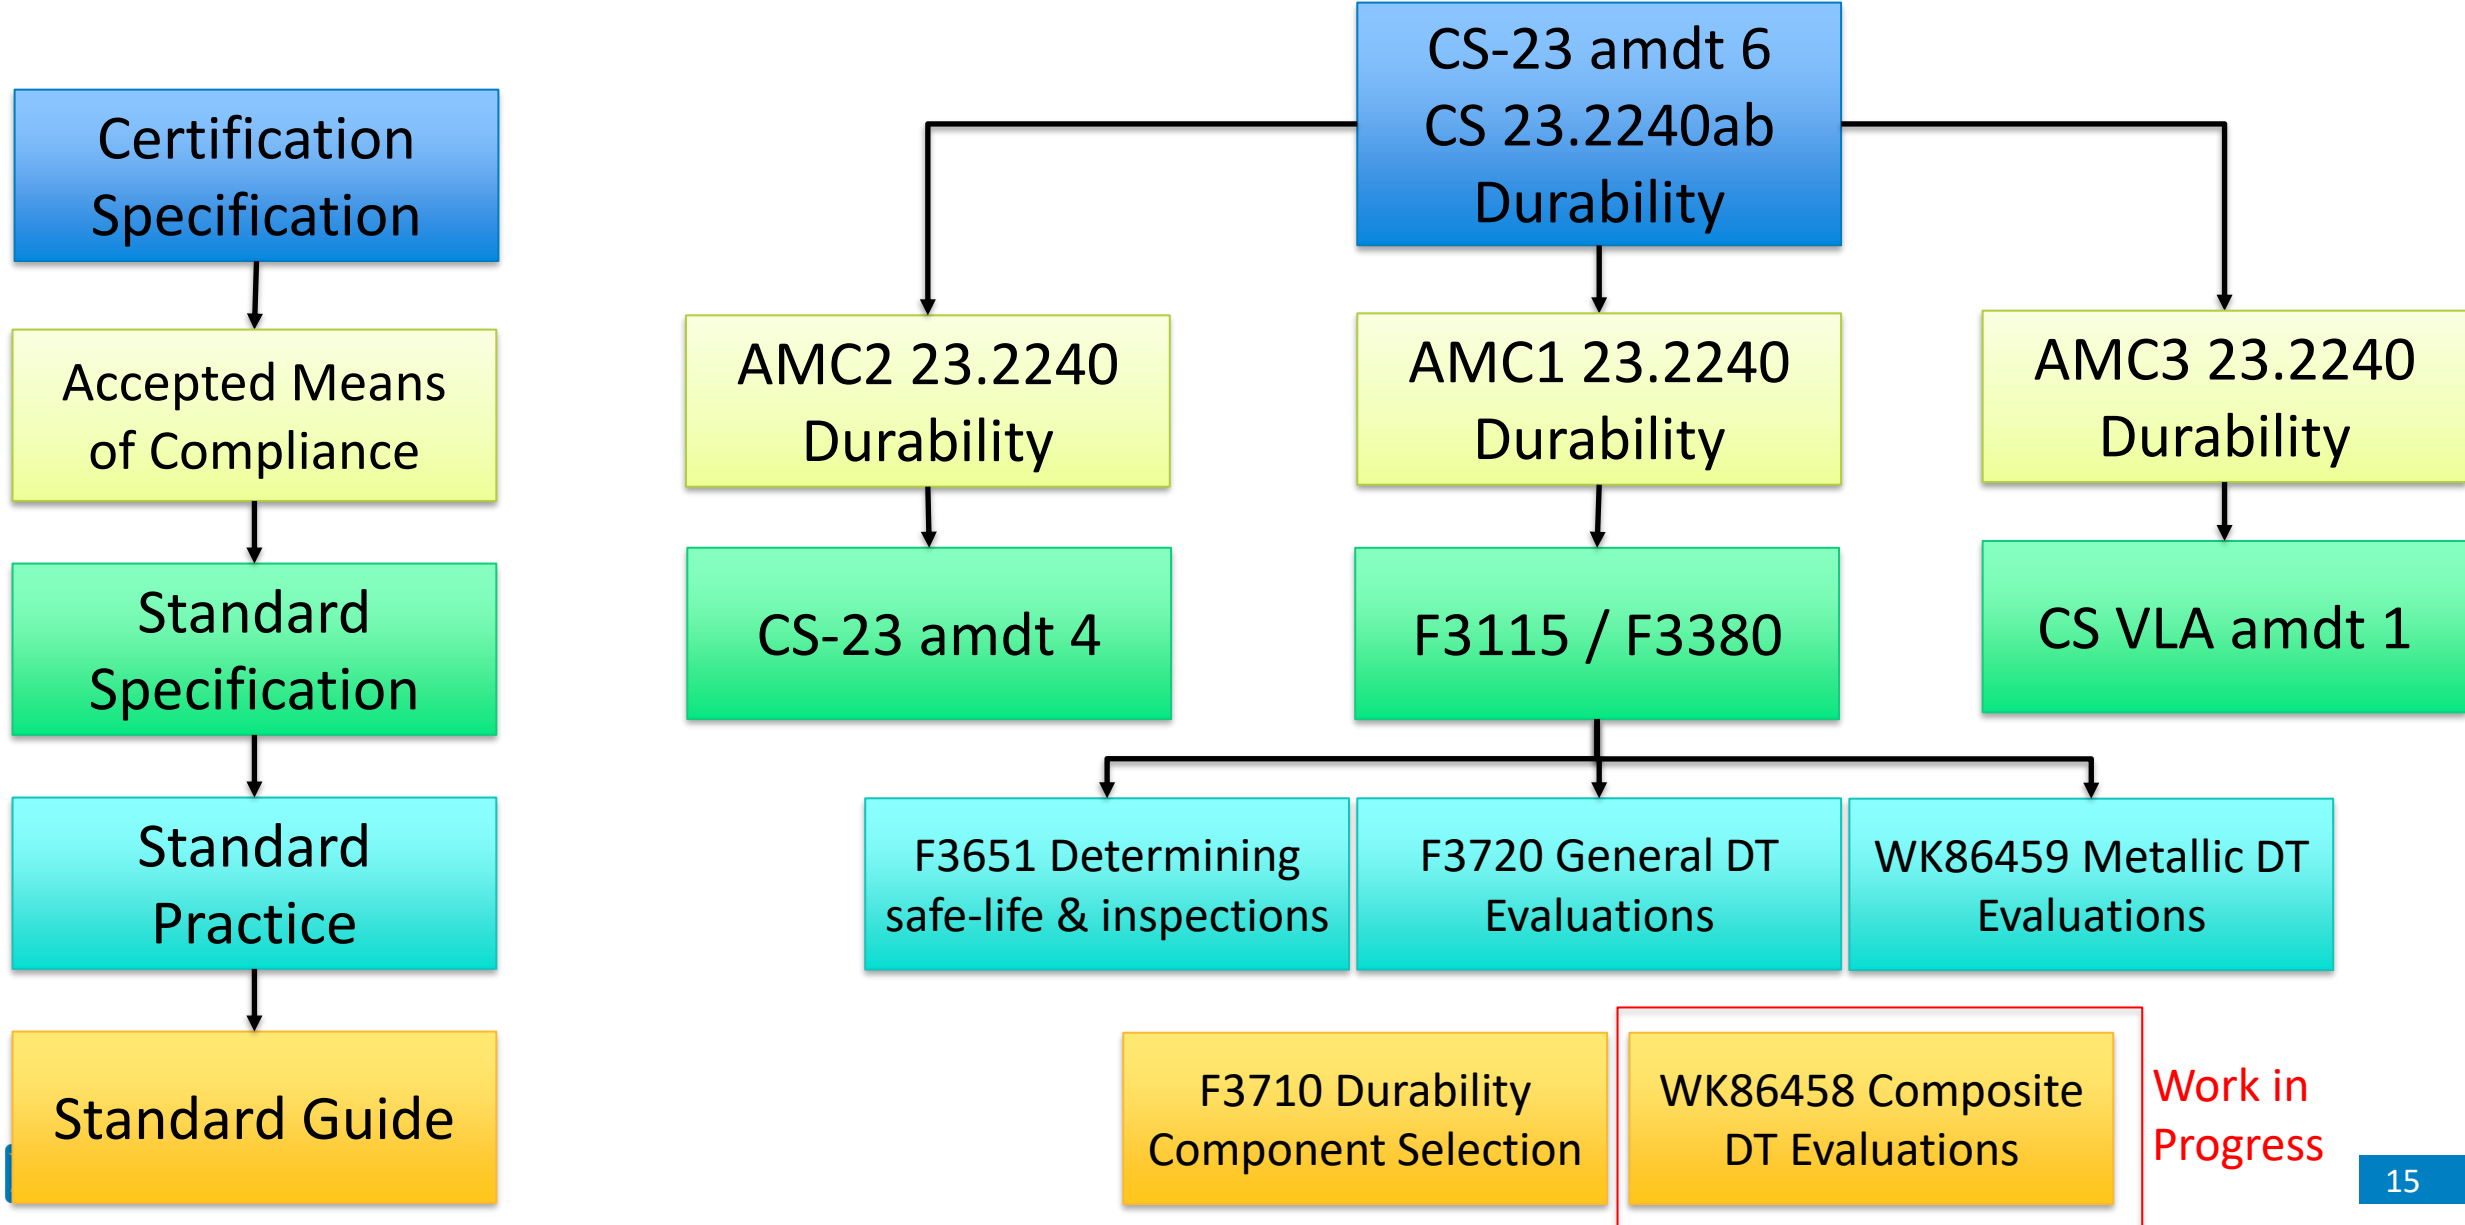 Certification
Specification
Accepted Means
of Compliance
Standard
Specification
Standard
Practice
Standard Guide
CS-23 amdt 6
CS 23.2240ab
Durability
AMC2 23.2240
Durability
AMC1 23.2240
Durability
AMC3 23.2240
Durability
CS-23 amdt 4
F3115 / F3380
CS VLA amdt 1
F3651 Determining
safe-life & inspections
F3720 General DT
Evaluations
WK86459 Metallic DT
Evaluations
F3710 Durability
Component Selection
WK86458 Composite
DT Evaluations
Work in
Progress
15